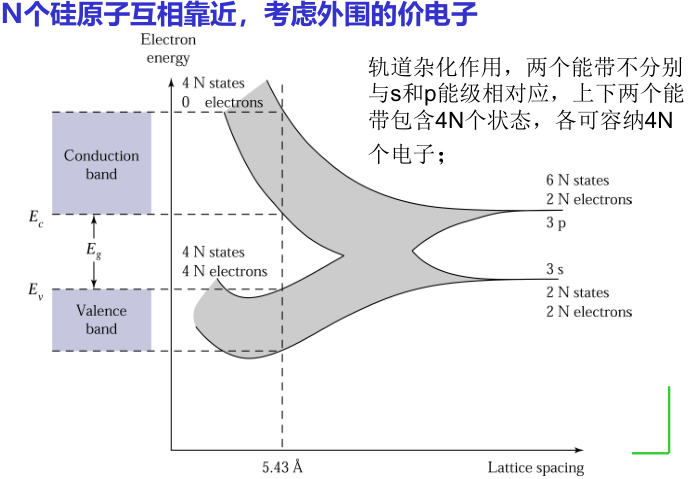 N个硅原子互相靠近，考虑外围的价电子
Electron
energy
4 N states
0 electrons
轨道杂化作用，两个能带不分别
与s和p能级相对应，上下两个能
带包含4N个状态，各可容纳4N
个电子；
Conduction
band
6 N states
2 N electrons
3 p
Ec
Eg
4 N states
4 N electrons
3 s
2 N states
2 N electrons
Ev
Valence
band
5.43 Å
Lattice spacing